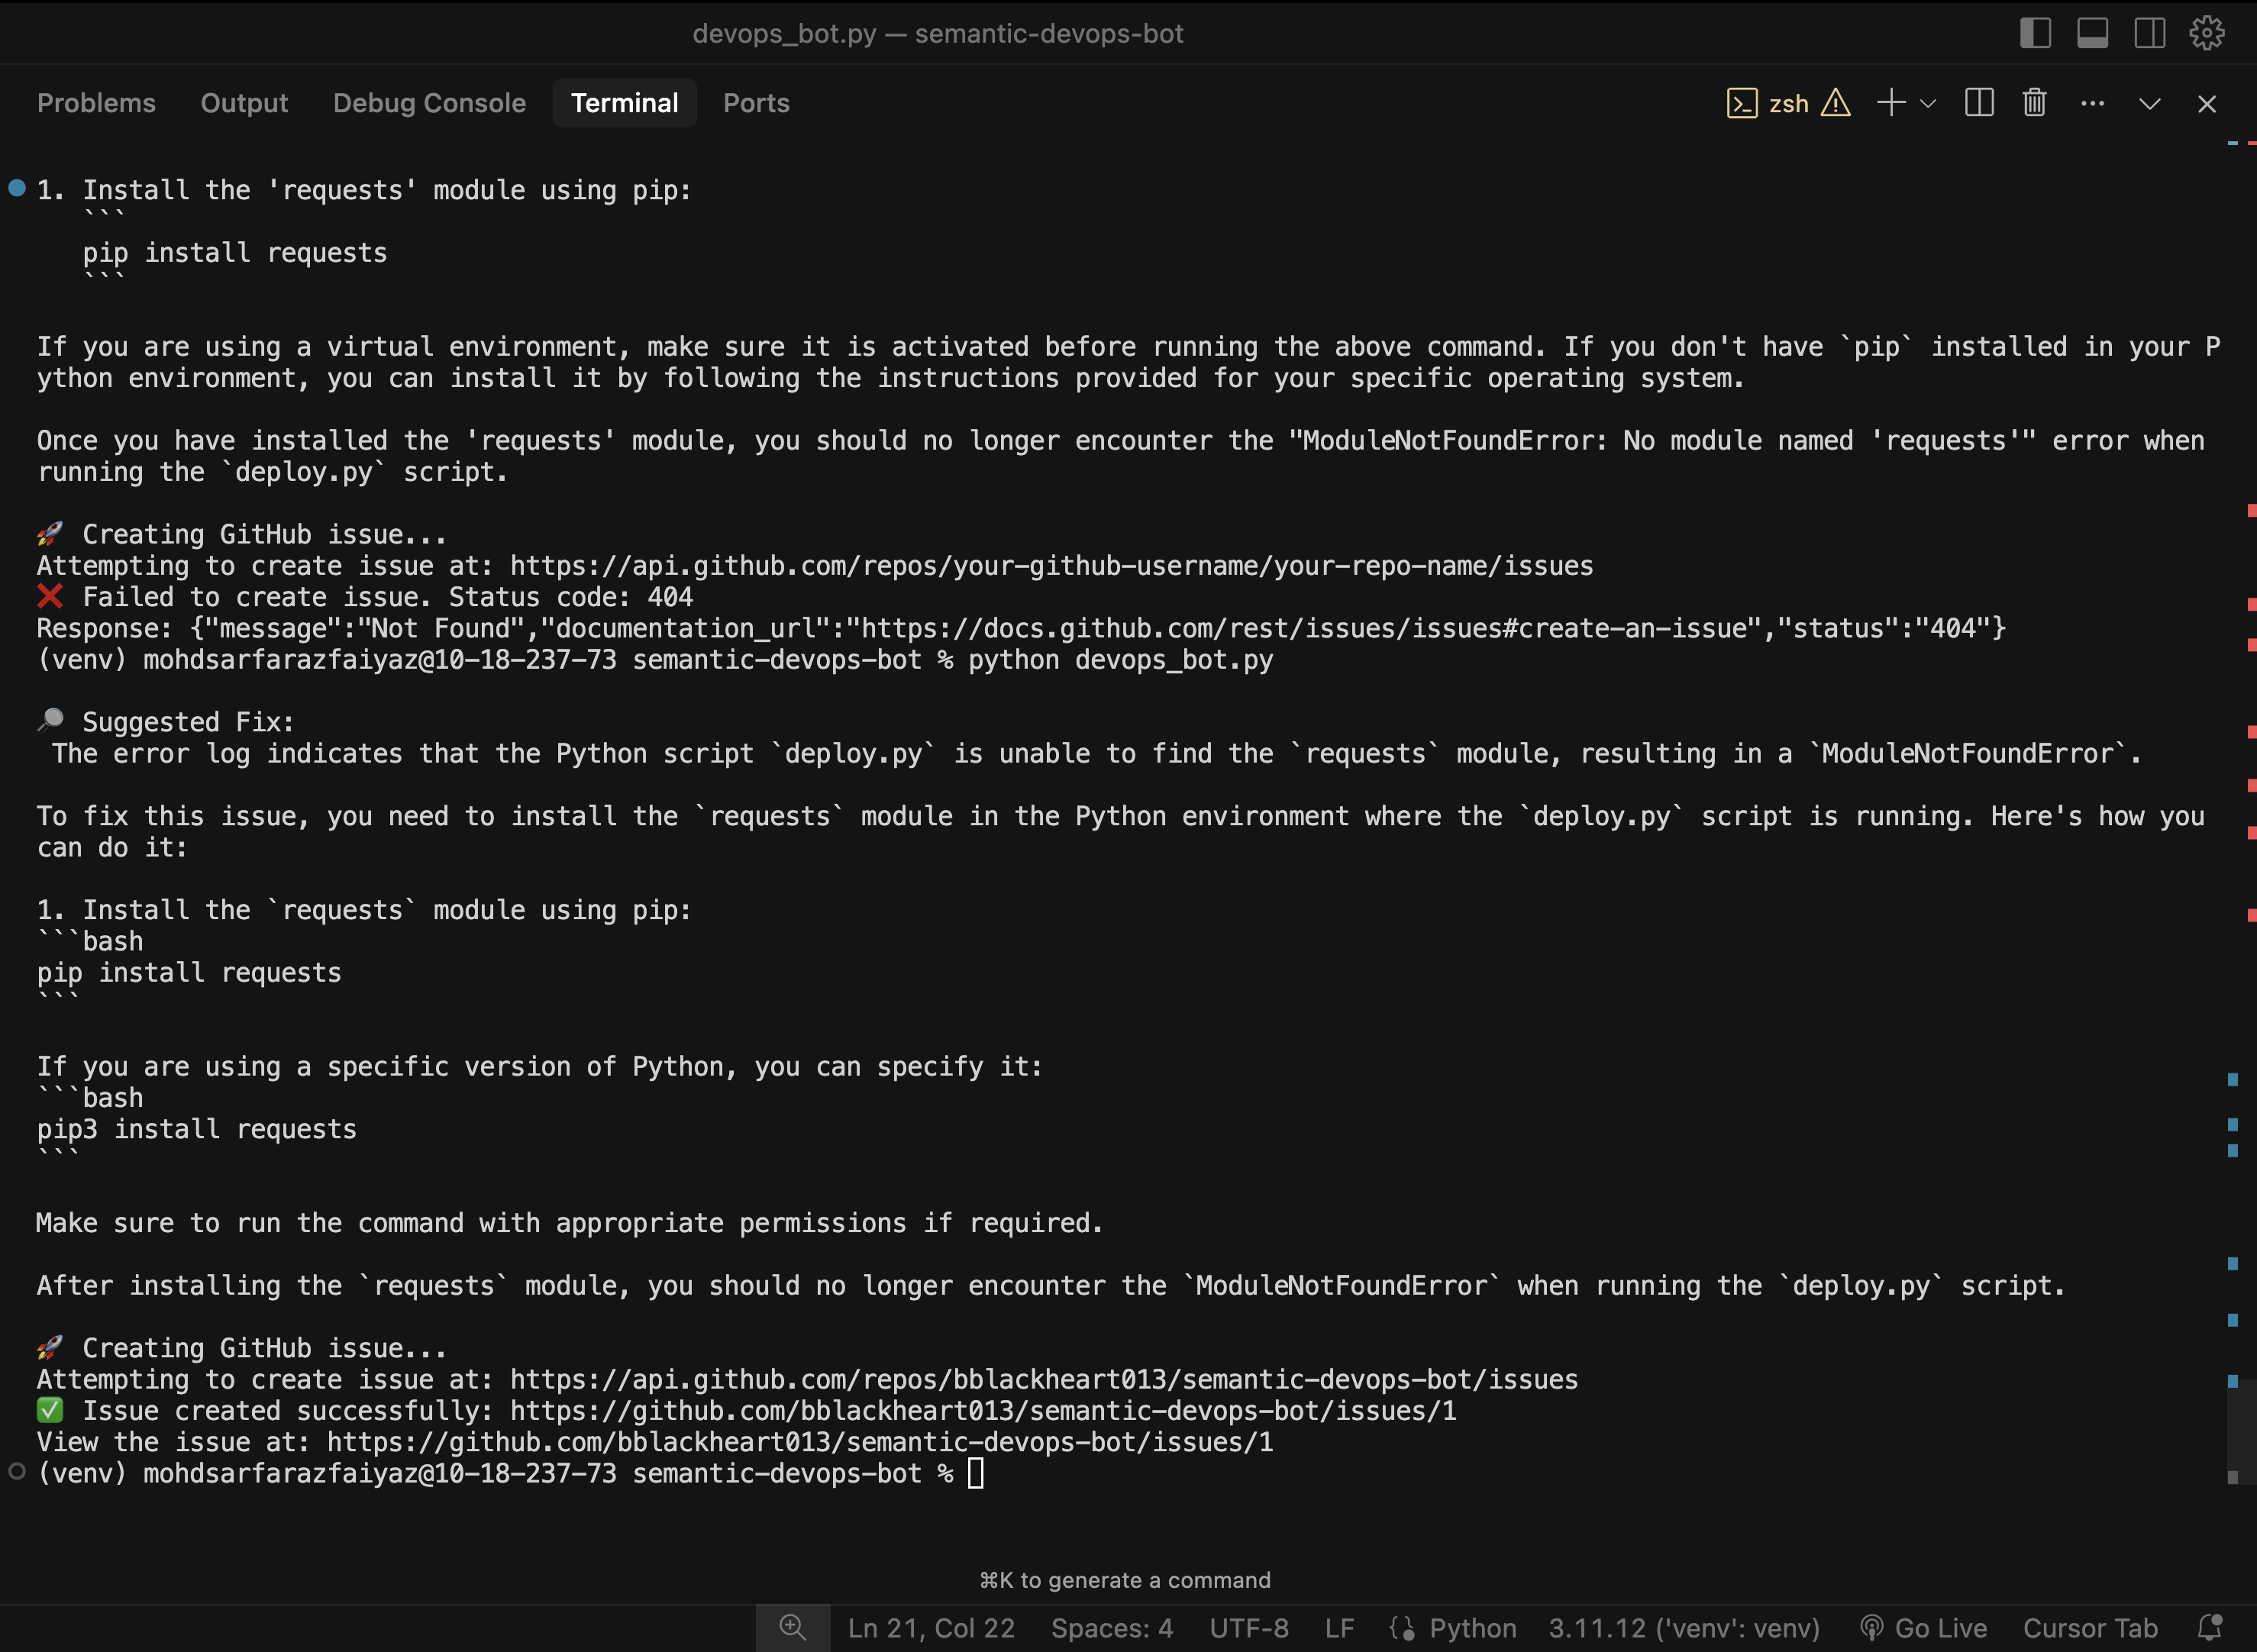 devops_bot.py — semantic-devops-bot
Problems Output Debug Console Terminal Ports zsh
1. Install the 'requests' module using pip:
```
pip install requests
```
If you are using a virtual environment, make sure it is activated before running the above command. If you don't have `pip` installed in your P
ython environment, you can install it by following the instructions provided for your specific operating system.
Once you have installed the 'requests' module, you should no longer encounter the "ModuleNotFoundError: No module named 'requests'" error when
running the `deploy.py` script.
🚀 Creating GitHub issue...
Attempting to create issue at: https://api.github.com/repos/your-github-username/your-repo-name/issues
❌ Failed to create issue. Status code: 404
Response: {"message":"Not Found","documentation_url":"https://docs.github.com/rest/issues/issues#create-an-issue","status":"404"}
(venv) mohdsarfarazfaiyaz@10-18-237-73 semantic-devops-bot % python devops_bot.py
🔎 Suggested Fix:
The error log indicates that the Python script `deploy.py` is unable to find the `requests` module, resulting in a `ModuleNotFoundError`.
To fix this issue, you need to install the `requests` module in the Python environment where the `deploy.py` script is running. Here's how you
can do it:
1. Install the `requests` module using pip:
```bash
pip install requests
```
If you are using a specific version of Python, you can specify it:
```bash
pip3 install requests
```
Make sure to run the command with appropriate permissions if required.
After installing the `requests` module, you should no longer encounter the `ModuleNotFoundError` when running the `deploy.py` script.
🚀 Creating GitHub issue...
Attempting to create issue at: https://api.github.com/repos/bblackheart013/semantic-devops-bot/issues
✅ Issue created successfully: https://github.com/bblackheart013/semantic-devops-bot/issues/1
View the issue at: https://github.com/bblackheart013/semantic-devops-bot/issues/1
(venv) mohdsarfarazfaiyaz@10-18-237-73 semantic-devops-bot %
⌘K to generate a command
Ln 21, Col 22 Spaces: 4 UTF-8 LF Python 3.11.12 ('venv': venv) Go Live Cursor Tab